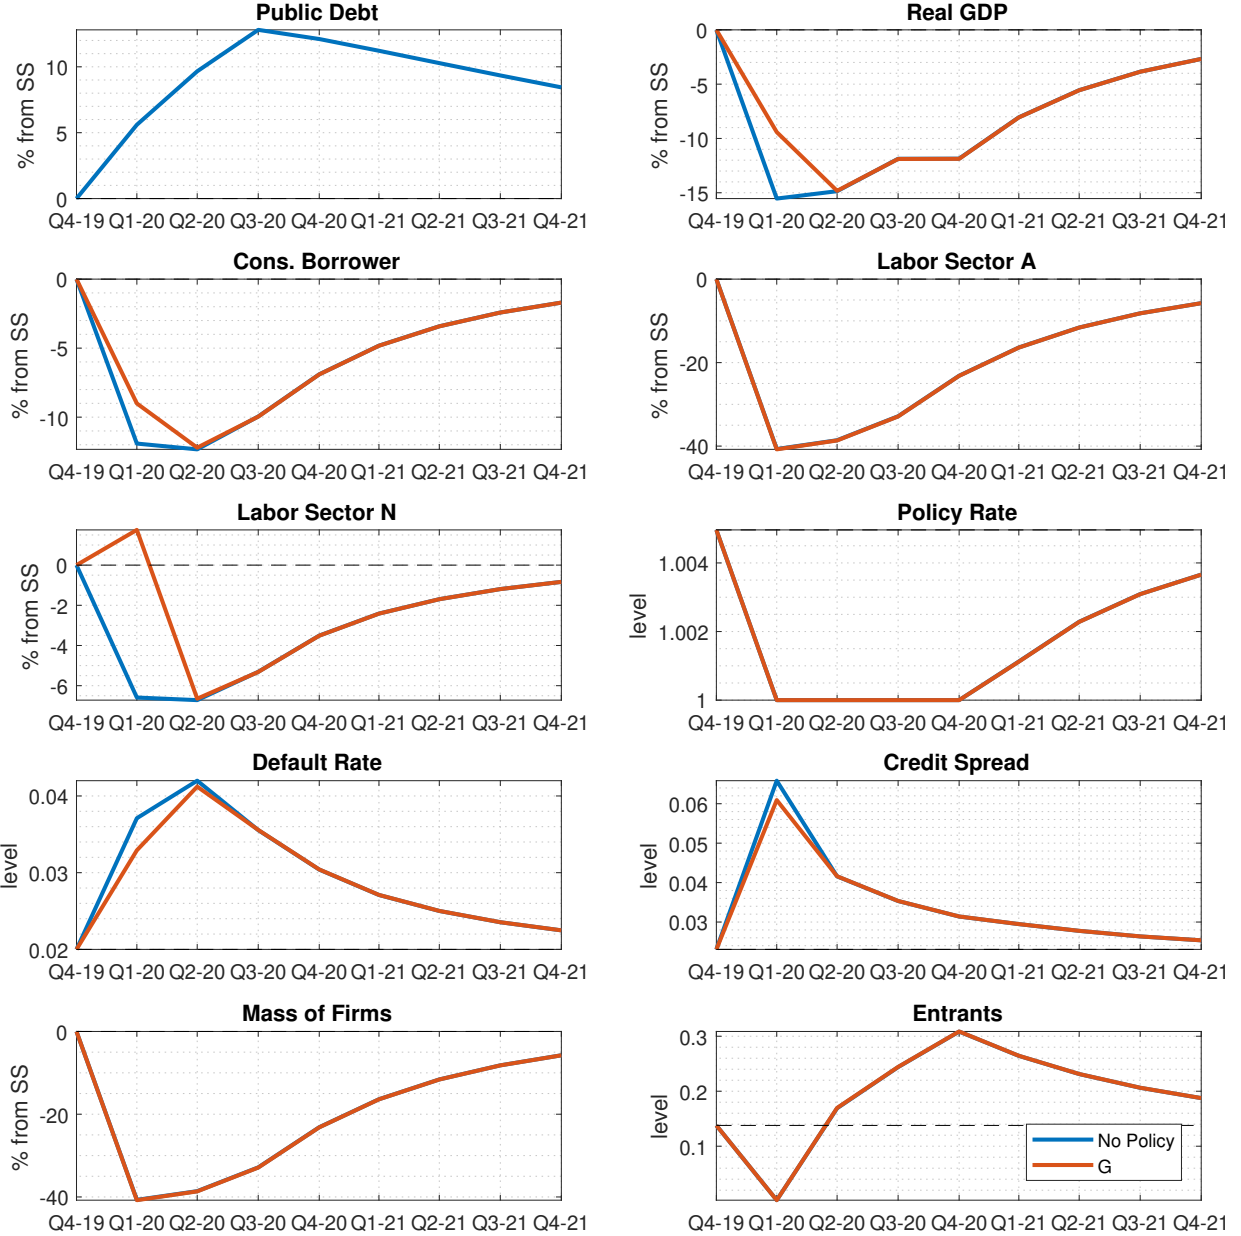 Public Debt
% from SS
10
5
0
Q4-19 Q1-20 Q2-20 Q3-20 Q4-20 Q1-21 Q2-21 Q3-21 Q4-21
Real GDP
% from SS
0
-5
-10
-15
Q4-19 Q1-20 Q2-20 Q3-20 Q4-20 Q1-21 Q2-21 Q3-21 Q4-21
Cons. Borrower
% from SS
0
-5
-10
Q4-19 Q1-20 Q2-20 Q3-20 Q4-20 Q1-21 Q2-21 Q3-21 Q4-21
Labor Sector A
% from SS
0
-20
-40
Q4-19 Q1-20 Q2-20 Q3-20 Q4-20 Q1-21 Q2-21 Q3-21 Q4-21
Labor Sector N
% from SS
0
-2
-4
-6
Q4-19 Q1-20 Q2-20 Q3-20 Q4-20 Q1-21 Q2-21 Q3-21 Q4-21
Policy Rate
level
1.004
1.002
1
Q4-19 Q1-20 Q2-20 Q3-20 Q4-20 Q1-21 Q2-21 Q3-21 Q4-21
Default Rate
level
0.04
0.03
0.02
Q4-19 Q1-20 Q2-20 Q3-20 Q4-20 Q1-21 Q2-21 Q3-21 Q4-21
Credit Spread
level
0.06
0.05
0.04
0.03
Q4-19 Q1-20 Q2-20 Q3-20 Q4-20 Q1-21 Q2-21 Q3-21 Q4-21
Mass of Firms
% from SS
0
-20
-40
Q4-19 Q1-20 Q2-20 Q3-20 Q4-20 Q1-21 Q2-21 Q3-21 Q4-21
Entrants
level
0.3
0.2
0.1
No Policy
G
Q4-19 Q1-20 Q2-20 Q3-20 Q4-20 Q1-21 Q2-21 Q3-21 Q4-21